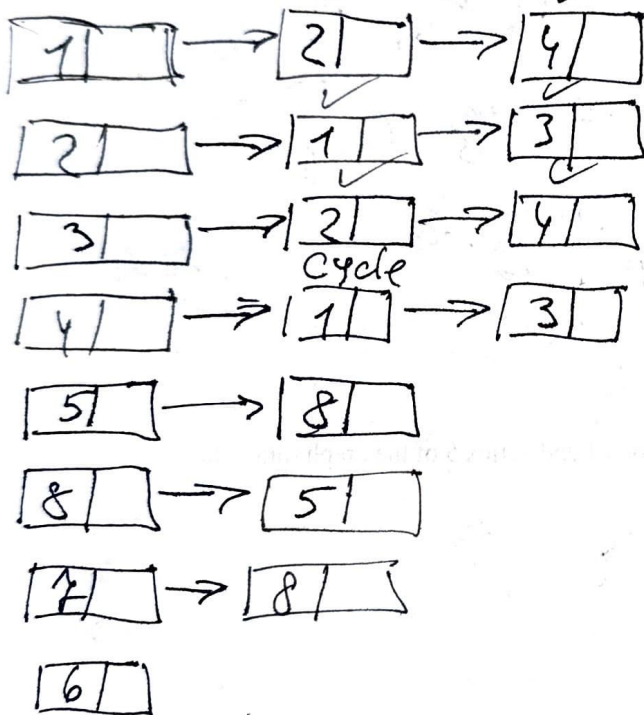 1 → 2 → 4
2 → 1 → 3
3 → 2 → 4
cycle
4 → 1 → 3
5 → 8
8 → 5
7 → 8
6